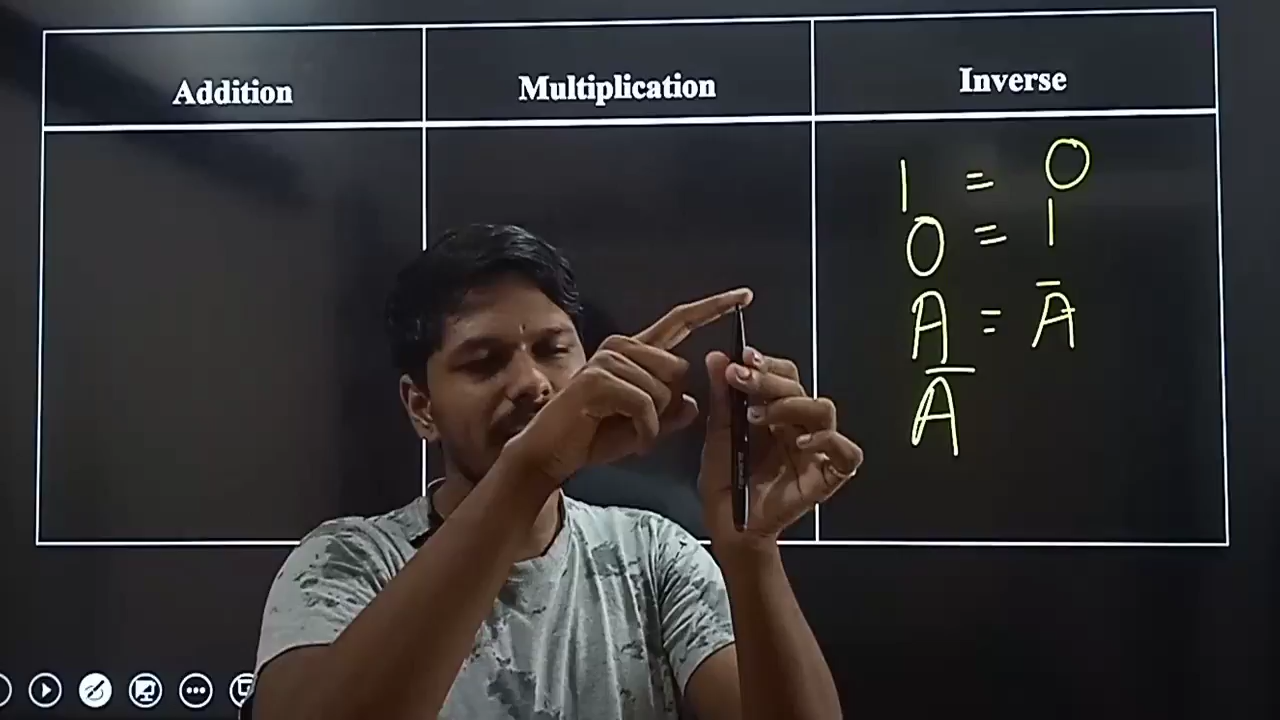 Addition Multiplication Inverse
1 = 0
0 = 1
A = A̅
A̅